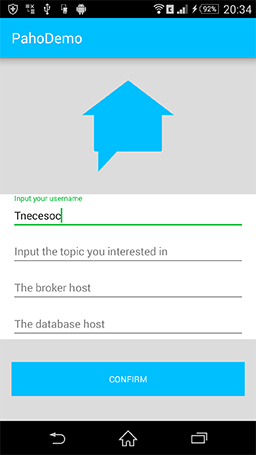 92%
20:34
PahoDemo
Input your username
Tnecesoc
Input the topic you interested in
The broker host
The database host
CONFIRM